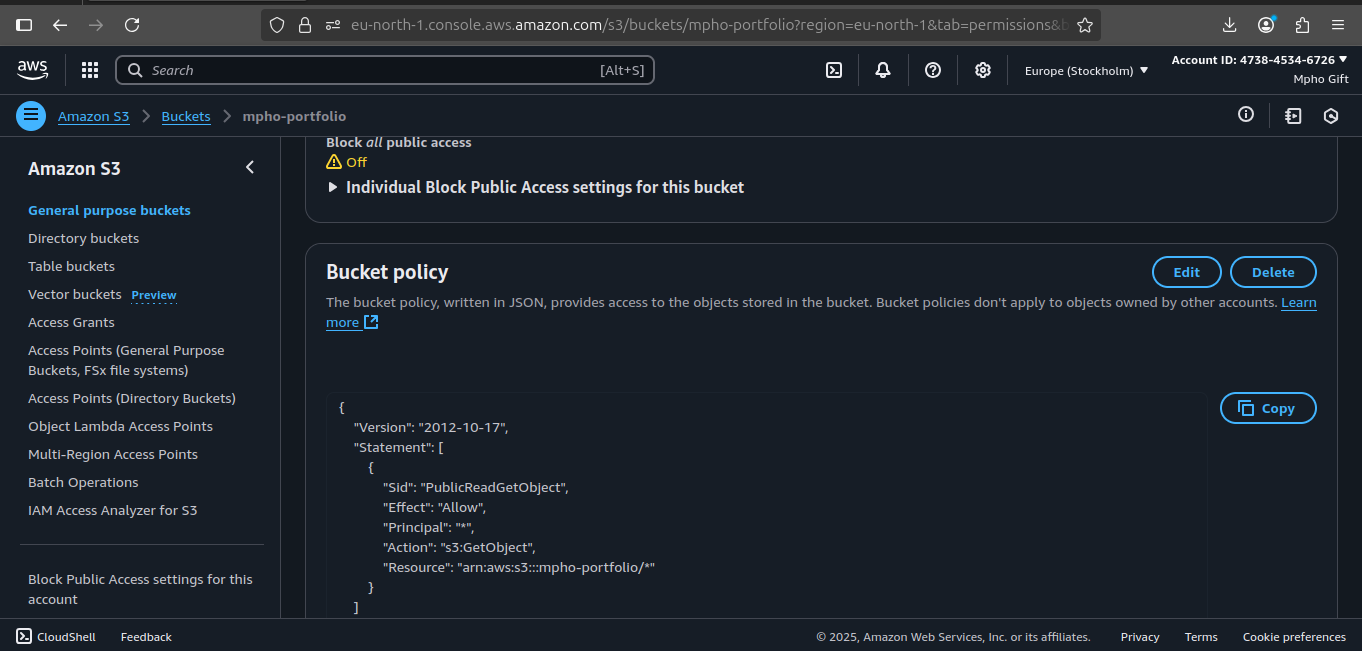 eu-north-1.console.aws.amazon.com/s3/buckets/mpho-portfolio?region=eu-north-1&tab=permissions&
aws
Search
[Alt+S]
Europe (Stockholm)
Account ID: 4738-4534-6726
Mpho Gift
Amazon S3
Buckets
mpho-portfolio
Amazon S3
General purpose buckets
Directory buckets
Table buckets
Vector buckets Preview
Access Grants
Access Points (General Purpose
Buckets, FSx file systems)
Access Points (Directory Buckets)
Object Lambda Access Points
Multi-Region Access Points
Batch Operations
IAM Access Analyzer for S3
Block Public Access settings for this
account
Block all public access
Off
Individual Block Public Access settings for this bucket
Bucket policy
Edit
Delete
The bucket policy, written in JSON, provides access to the objects stored in the bucket. Bucket policies don't apply to objects owned by other accounts. Learn
more
Copy
{
"Version": "2012-10-17",
"Statement": [
{
"Sid": "PublicReadGetObject",
"Effect": "Allow",
"Principal": "*",
"Action": "s3:GetObject",
"Resource": "arn:aws:s3:::mpho-portfolio/*"
}
]
CloudShell
Feedback
© 2025, Amazon Web Services, Inc. or its affiliates.
Privacy
Terms
Cookie preferences